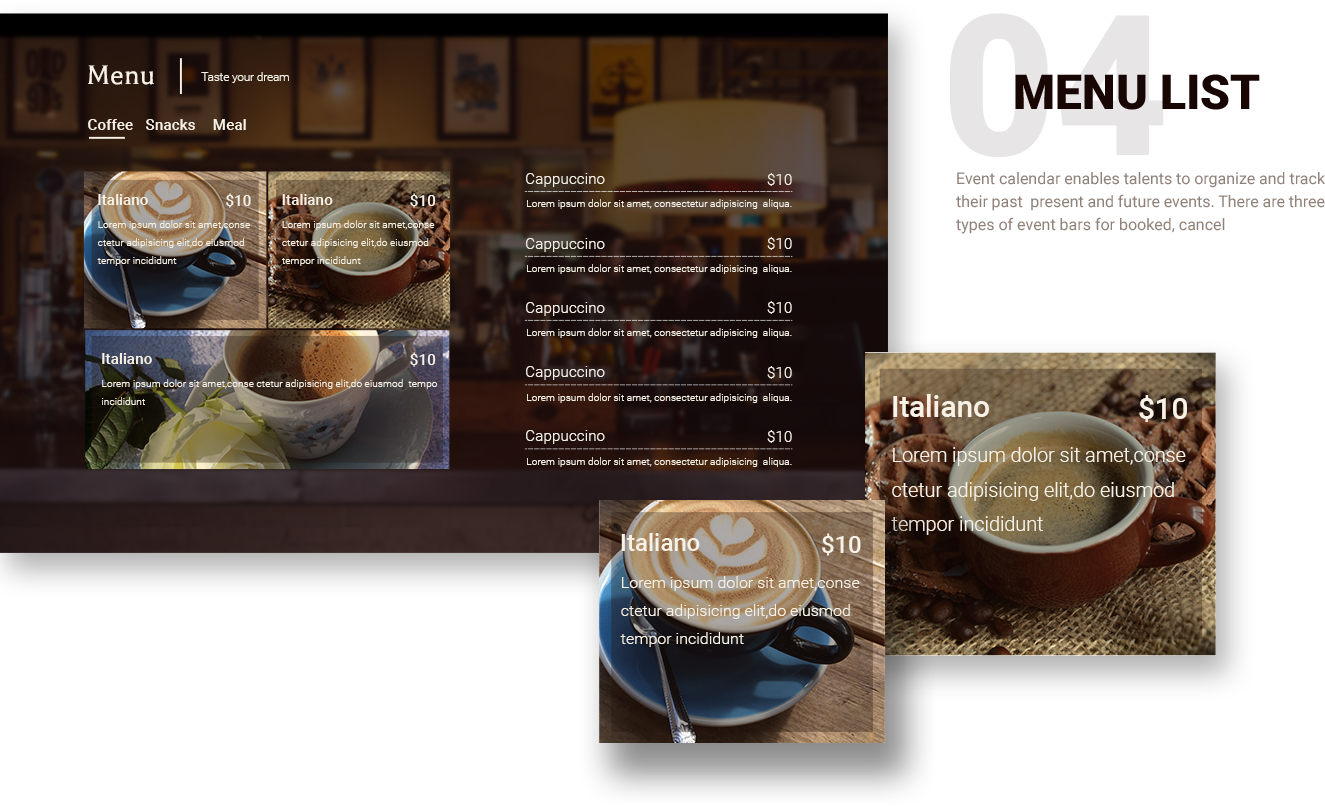 04
MENU LIST
Event calendar enables talents to organize and track
their past present and future events. There are three
types of event bars for booked, cancel
Menu
Taste your dream
Coffee Snacks Meal
Italiano $10
Lorem ipsum dolor sit amet,conse
ctetur adipisicing elit,do eiusmod
tempor incididunt
Italiano $10
Lorem ipsum dolor sit amet,conse
ctetur adipisicing elit,do eiusmod
tempor incididunt
Italiano $10
Lorem ipsum dolor sit amet,conse ctetur adipisicing elit,do eiusmod tempo
incididunt
Cappuccino $10
Lorem ipsum dolor sit amet, consectetur adipisicing aliqua.
Cappuccino $10
Lorem ipsum dolor sit amet, consectetur adipisicing aliqua.
Cappuccino $10
Lorem ipsum dolor sit amet, consectetur adipisicing aliqua.
Cappuccino $10
Lorem ipsum dolor sit amet, consectetur adipisicing aliqua.
Cappuccino $10
Lorem ipsum dolor sit amet, consectetur adipisicing aliqua.
Italiano $10
Lorem ipsum dolor sit amet,conse
ctetur adipisicing elit,do eiusmod
tempor incididunt
Italiano $10
Lorem ipsum dolor sit amet,conse
ctetur adipisicing elit,do eiusmod
tempor incididunt